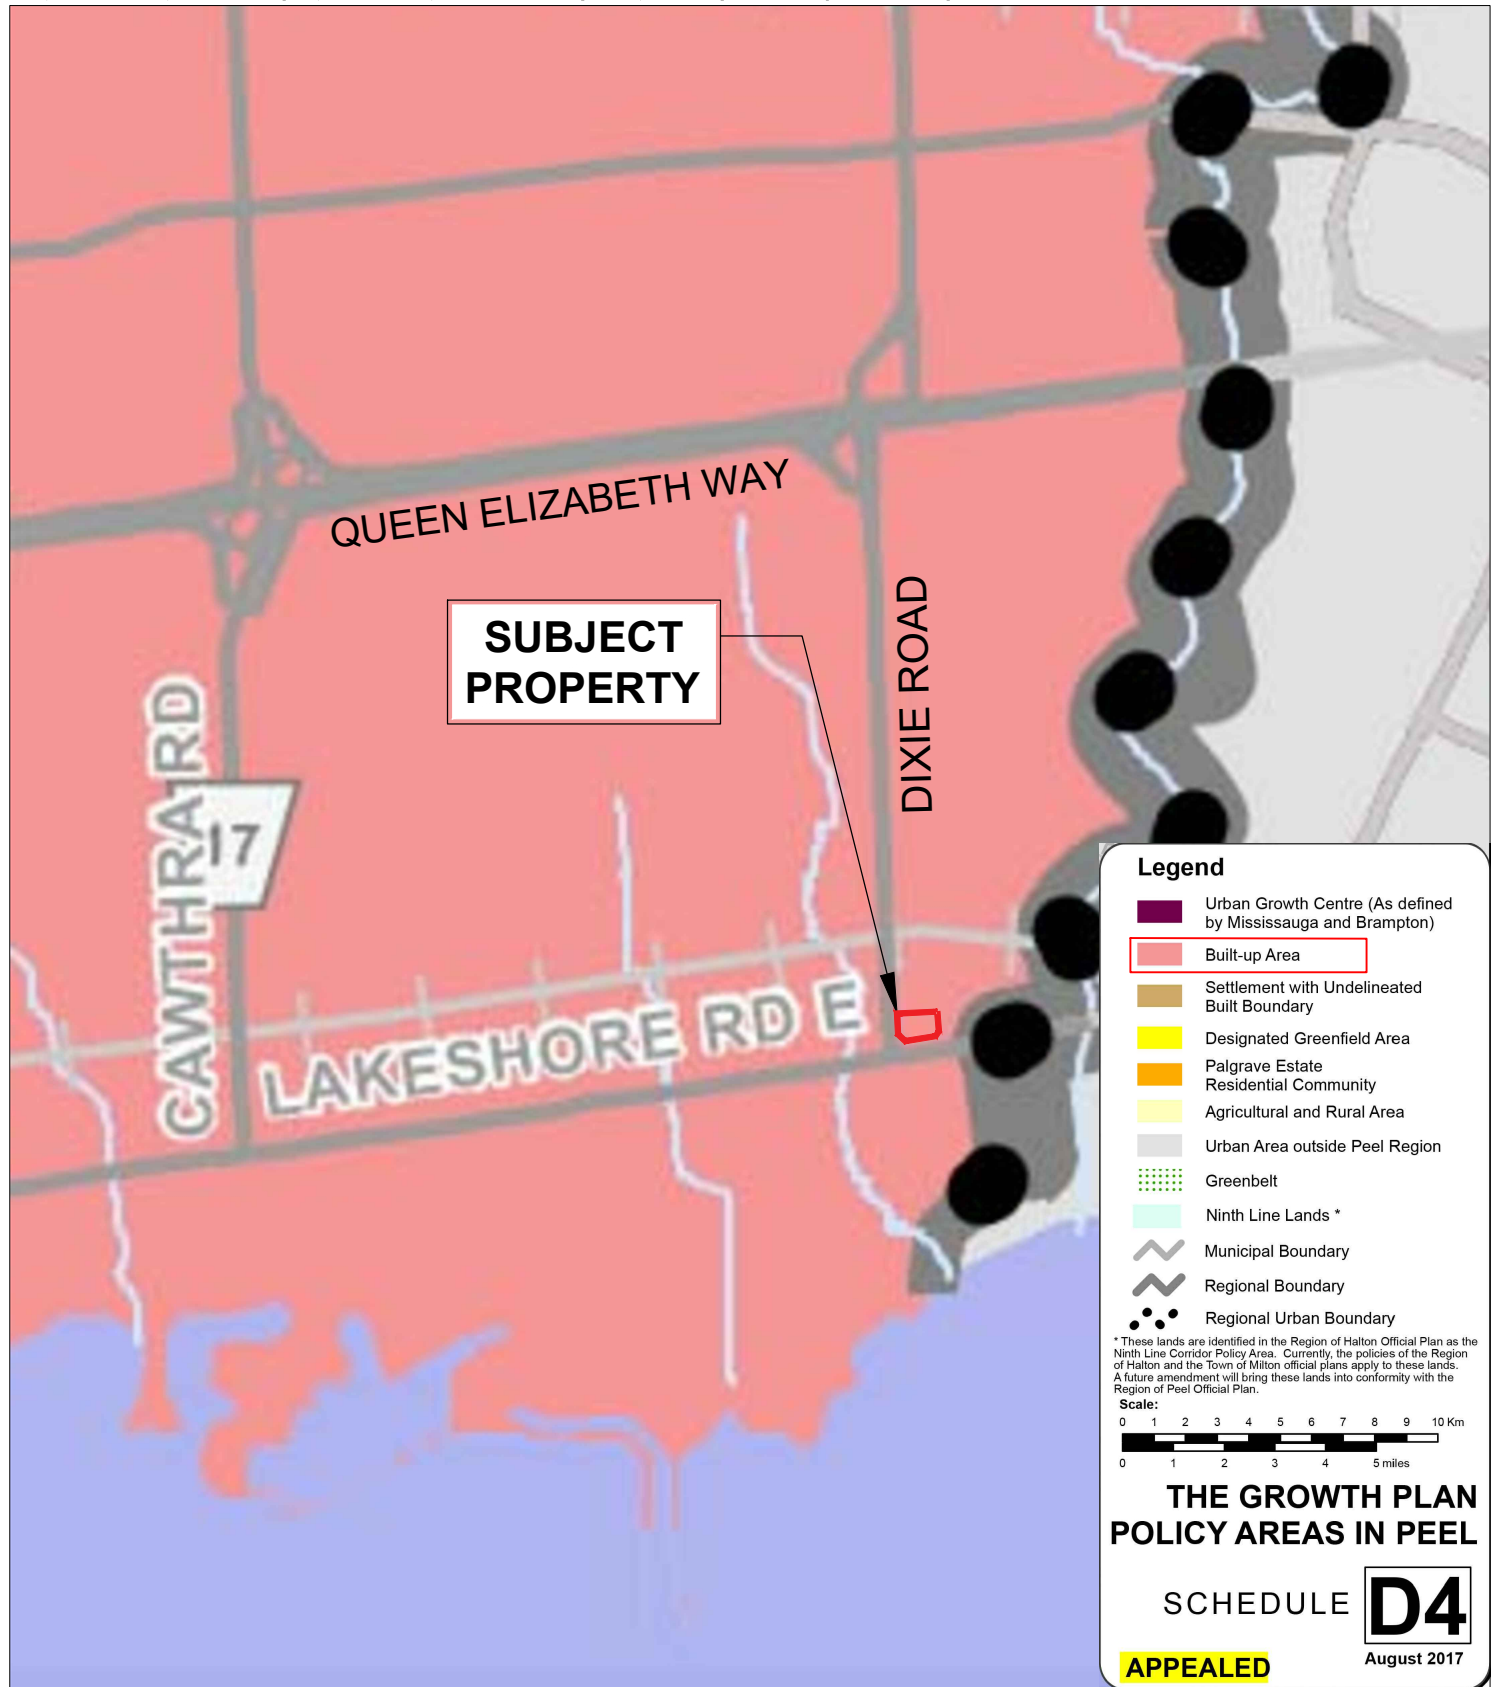 QUEEN ELIZABETH WAY
SUBJECT
PROPERTY
DIXIE ROAD
CAWTHRA RD
17
LAKESHORE RD E
Legend
Urban Growth Centre (As defined
by Mississauga and Brampton)
Built-up Area
Settlement with Undelineated
Built Boundary
Designated Greenfield Area
Palgrave Estate
Residential Community
Agricultural and Rural Area
Urban Area outside Peel Region
Greenbelt
Ninth Line Lands *
Municipal Boundary
Regional Boundary
Regional Urban Boundary
* These lands are identified in the Region of Halton Official Plan as the
Ninth Line Corridor Policy Area. Currently, the policies of the Region
of Halton and the Town of Milton official plans apply to these lands.
A future amendment will bring these lands into conformity with the
Region of Peel Official Plan.
Scale:
0 1 2 3 4 5 6 7 8 9 10 Km
0 1 2 3 4 5 miles
THE GROWTH PLAN
POLICY AREAS IN PEEL
SCHEDULE D4
August 2017
APPEALED